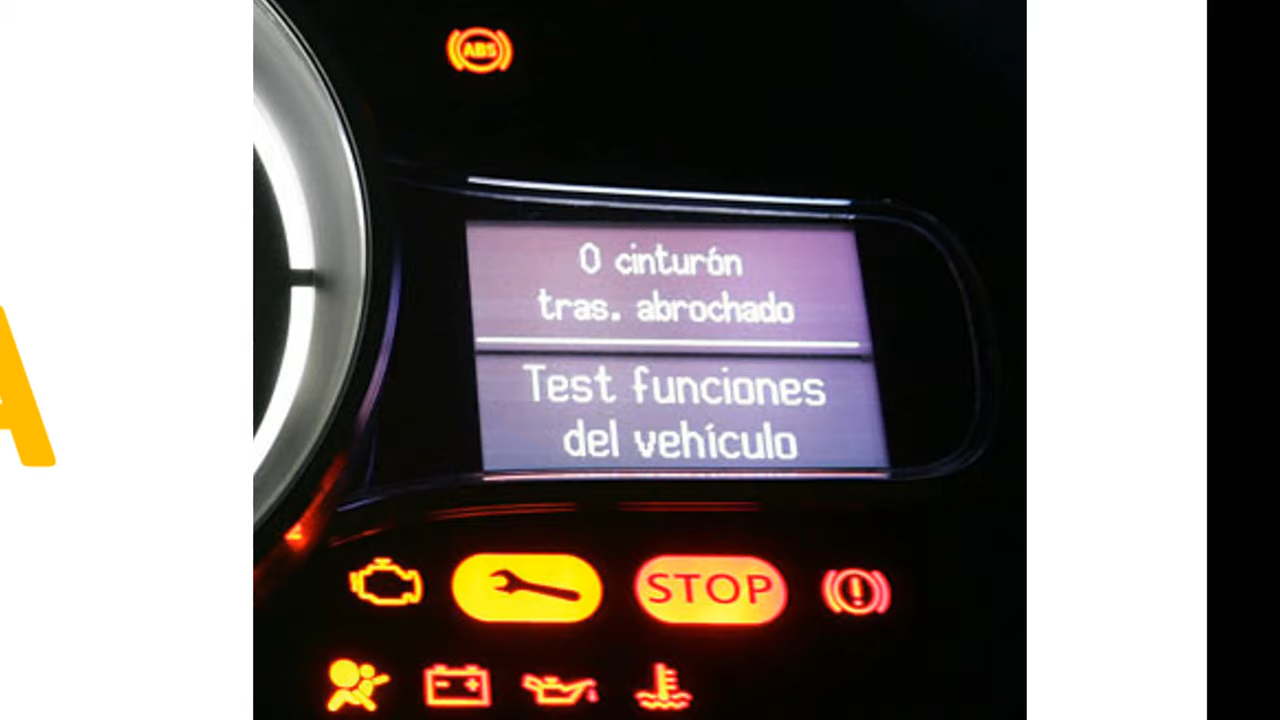 ABS
0 cinturón
tras. abrochado
Test funciones
del vehículo
STOP
A